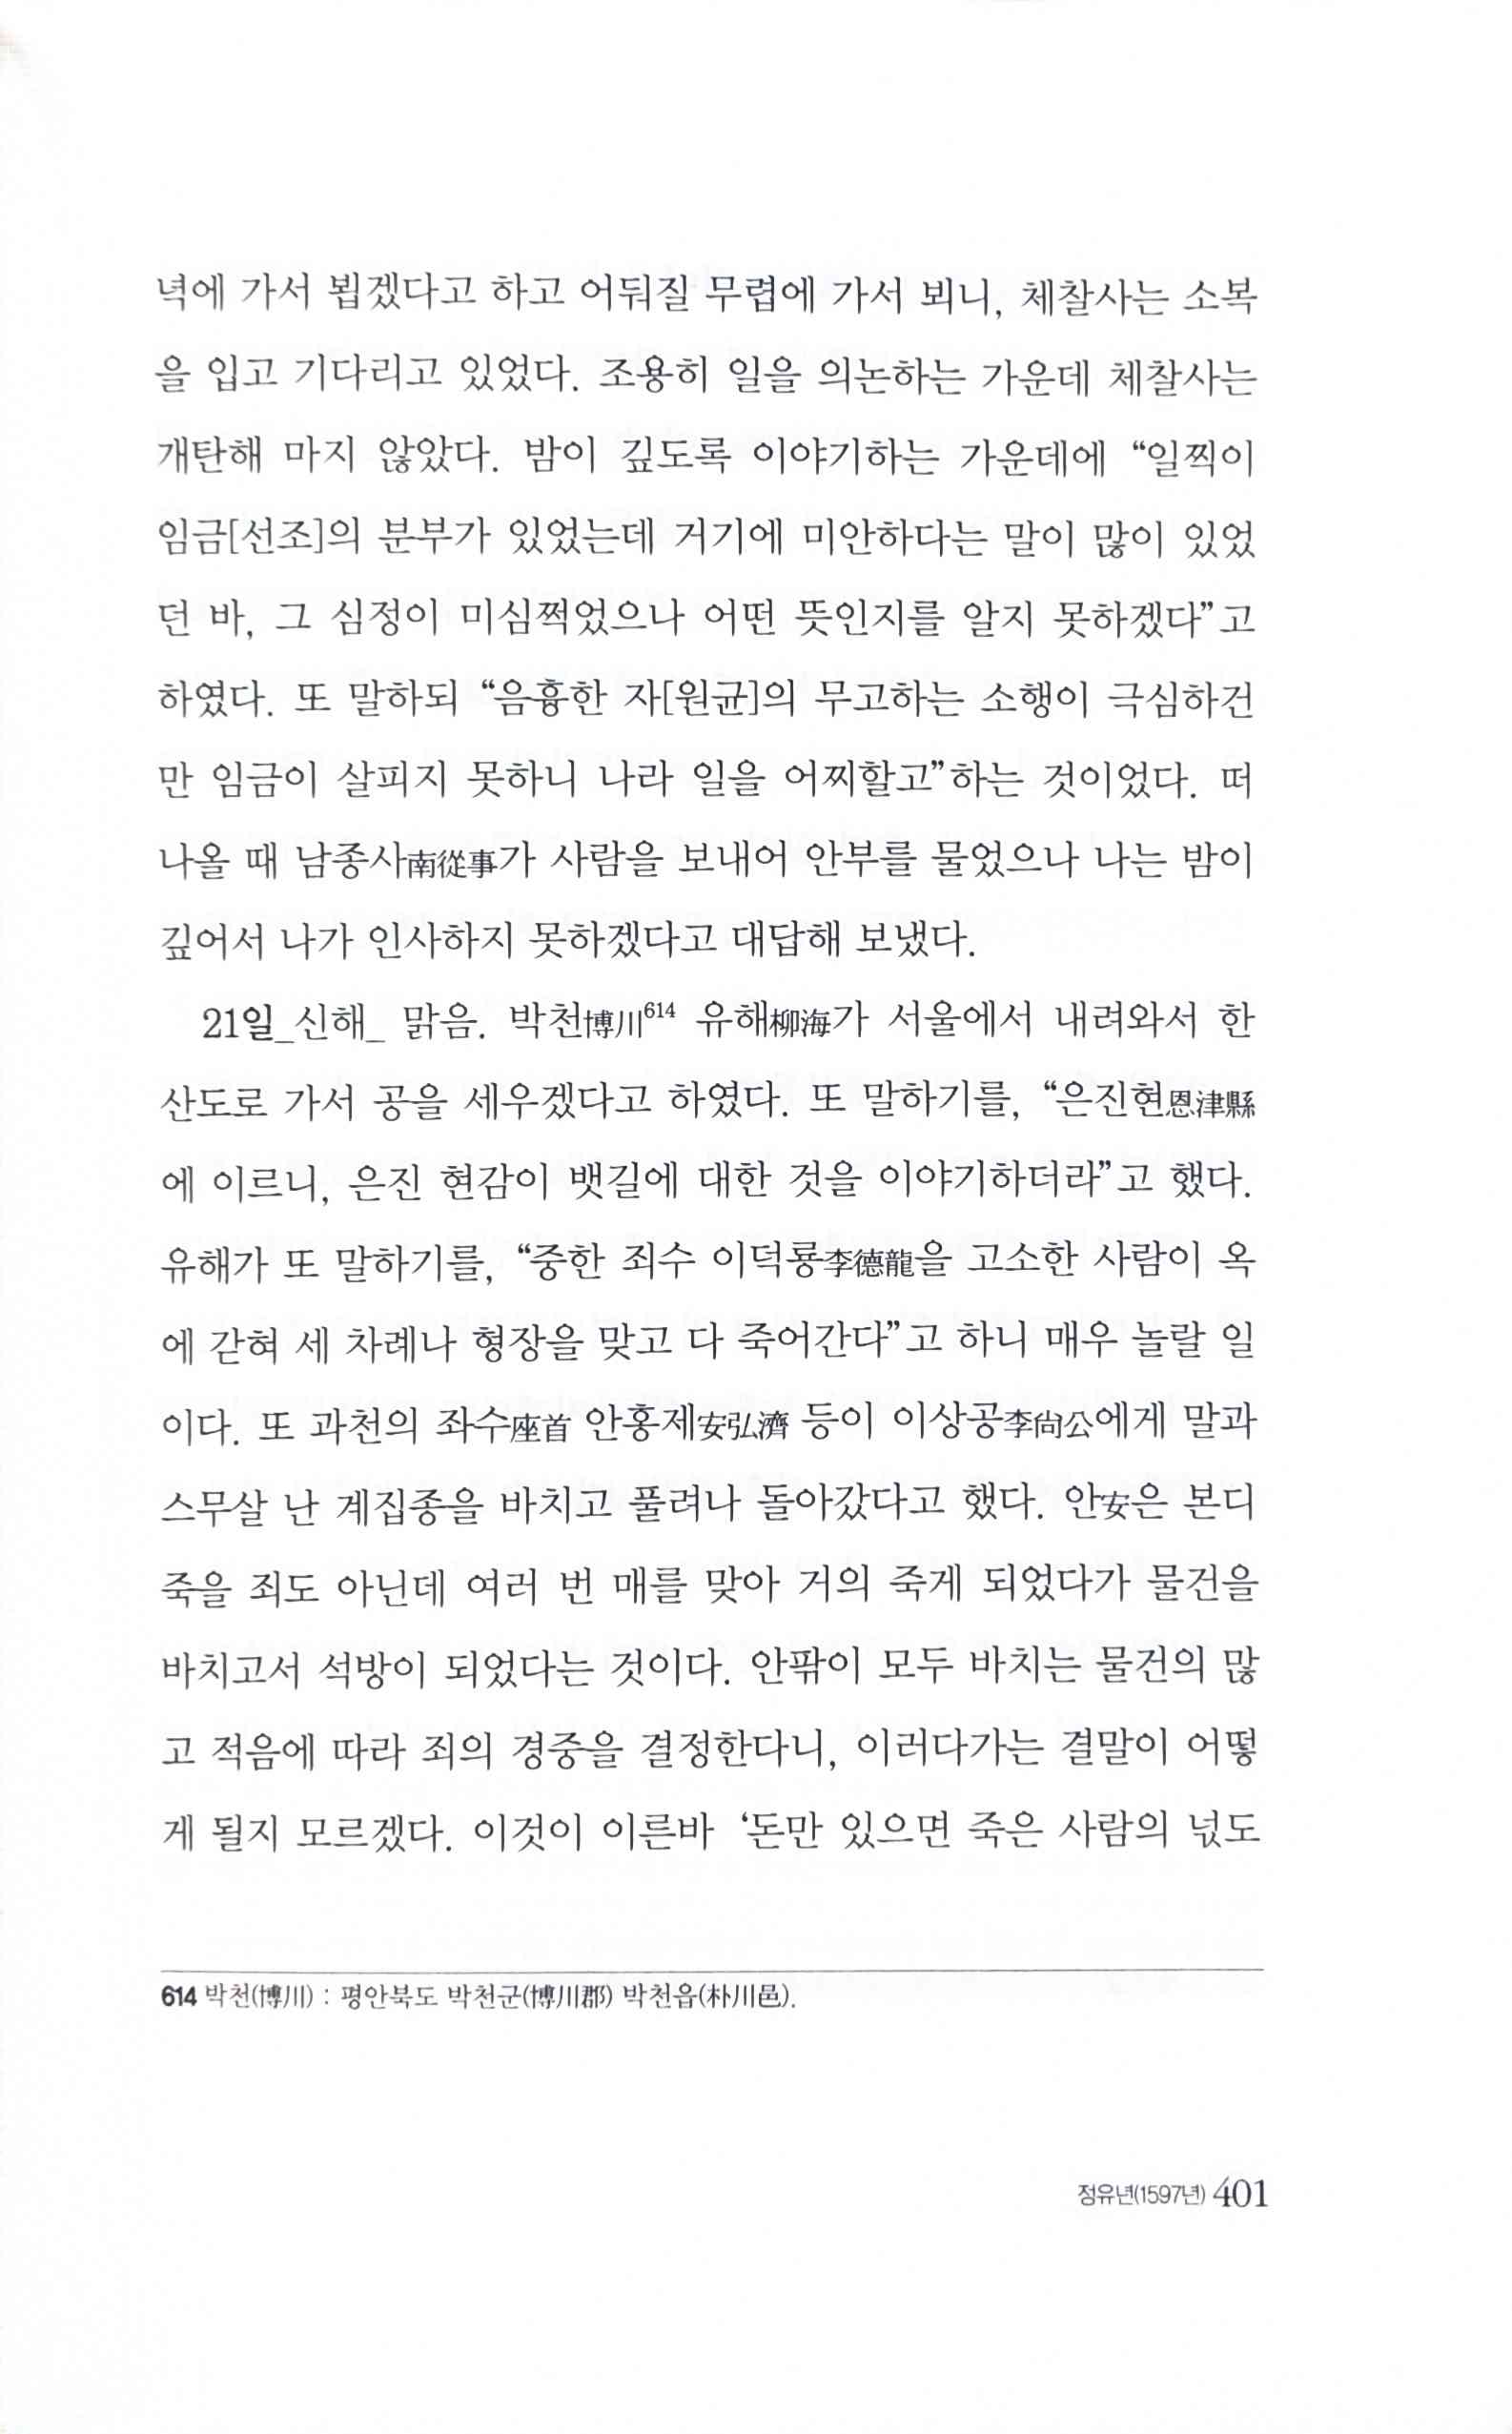 녁에 가서 뵙겠다고 하고 어둬질 무렵에 가서 뵈니, 체찰사는 소복
을 입고 기다리고 있었다. 조용히 일을 의논하는 가운데 체찰사는
개탄해 마지 않았다. 밤이 깊도록 이야기하는 가운데에 “일찍이
임금[선조]의 분부가 있었는데 거기에 미안하다는 말이 많이 있었
던 바, 그 심정이 미심쩍었으나 어떤 뜻인지를 알지 못하겠다”고
하였다. 또 말하되 “음흉한 자[원균]의 무고하는 소행이 극심하건
만 임금이 살피지 못하니 나라 일을 어찌할고”하는 것이었다. 떠
나올 때 남종사南從事가 사람을 보내어 안부를 물었으나 나는 밤이
깊어서 나가 인사하지 못하겠다고 대답해 보냈다.
21일_신해_ 맑음. 박천博川614 유해柳海가 서울에서 내려와서 한
산도로 가서 공을 세우겠다고 하였다. 또 말하기를, “은진현恩津縣
에 이르니, 은진 현감이 뱃길에 대한 것을 이야기하더라”고 했다.
유해가 또 말하기를, “중한 죄수 이덕룡李德龍을 고소한 사람이 옥
에 갇혀 세 차례나 형장을 맞고 다 죽어간다”고 하니 매우 놀랄 일
이다. 또 과천의 좌수座首 안홍제安弘濟 등이 이상공李尙公에게 말과
스무살 난 계집종을 바치고 풀려나 돌아갔다고 했다. 안安은 본디
죽을 죄도 아닌데 여러 번 매를 맞아 거의 죽게 되었다가 물건을
바치고서 석방이 되었다는 것이다. 안팎이 모두 바치는 물건의 많
고 적음에 따라 죄의 경중을 결정한다니, 이러다가는 결말이 어떻
게 될지 모르겠다. 이것이 이른바 ‘돈만 있으면 죽은 사람의 넋도
614 박천(博川) : 평안북도 박천군(博川郡) 박천읍(朴川邑).
정유년(1597년) 401